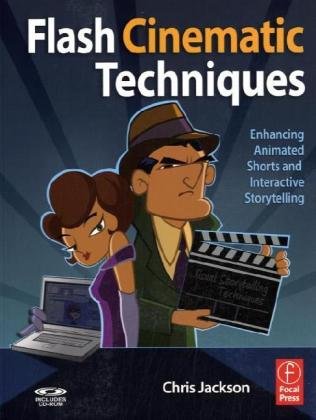 Flash Cinematic
Techniques
Enhancing
Animated
Shorts and
Interactive
Storytelling
Visual Storytelling
Techniques
INCLUDES
CD-ROM
Chris Jackson
Focal
Press